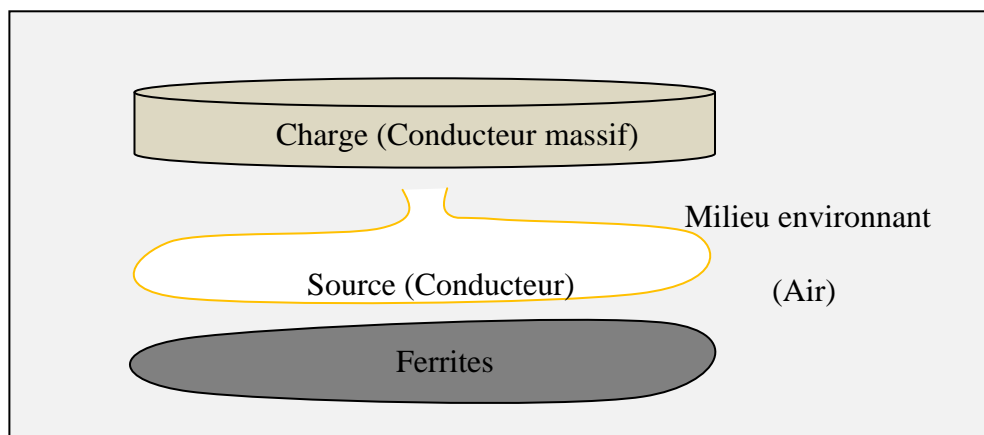 Charge (Conducteur massif)
Milieu environnant
(Air)
Source (Conducteur)
Ferrites